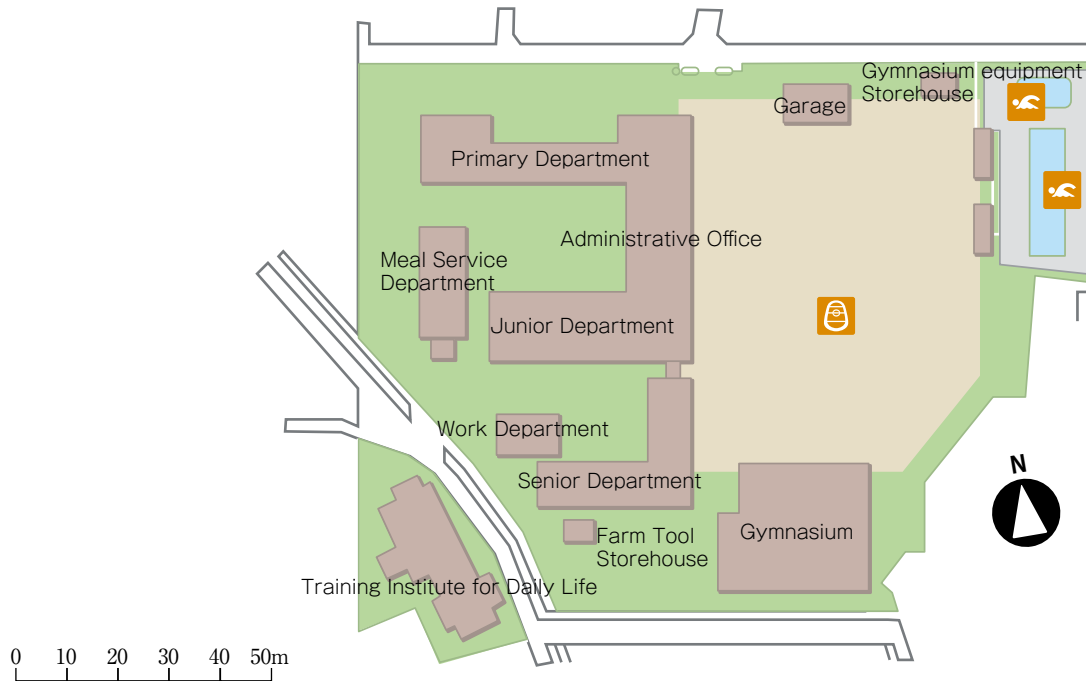 Gymnasium equipment
Storehouse
Garage
Primary Department
Administrative Office
Meal Service
Department
Junior Department
Work Department
Senior Department
N
Farm Tool
Storehouse
Gymnasium
Training Institute for Daily Life
0 10 20 30 40 50m